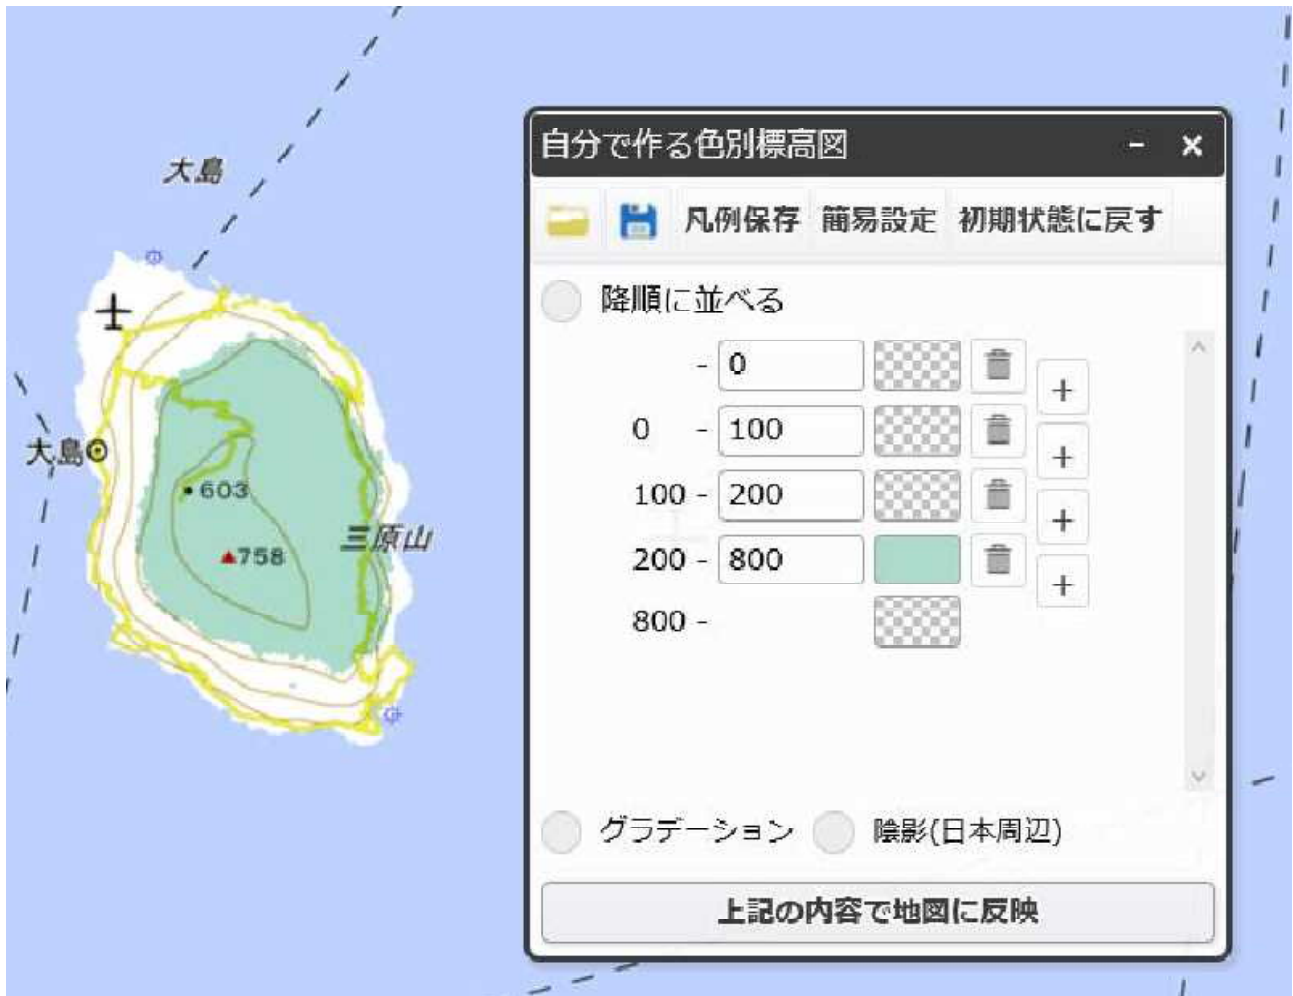 大島
大島
603
758
三原山
自分で作る色別標高図
凡例保存 簡易設定 初期状態に戻す
降順に並べる
- 0
0 - 100
100 - 200
200 - 800
800 -
グラデーション 陰影(日本周辺)
上記の内容で地図に反映